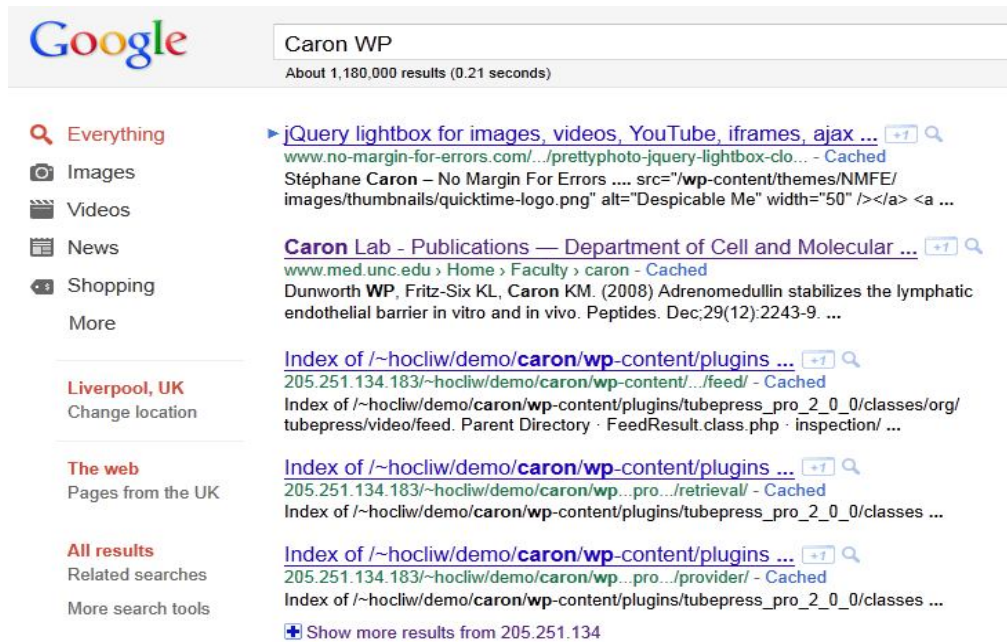 Google
Caron WP
About 1,180,000 results (0.21 seconds)
Everything
Images
Videos
News
Shopping
More
Liverpool, UK
Change location
The web
Pages from the UK
All results
Related searches
More search tools
jQuery lightbox for images, videos, YouTube, iframes, ajax ... +1
www.no-margin-for-errors.com/.../prettyphoto-jquery-lightbox-clo... - Cached
Stéphane Caron – No Margin For Errors .... src="/wp-content/themes/NMFE/
images/thumbnails/quicktime-logo.png" alt="Despicable Me" width="50" /></a> <a ...
Caron Lab - Publications — Department of Cell and Molecular ... +1
www.med.unc.edu › Home › Faculty › caron - Cached
Dunworth WP, Fritz-Six KL, Caron KM. (2008) Adrenomedullin stabilizes the lymphatic
endothelial barrier in vitro and in vivo. Peptides. Dec;29(12):2243-9. ...
Index of /~hocliw/demo/caron/wp-content/plugins ... +1
205.251.134.183/~hocliw/demo/caron/wp-content/.../feed/ - Cached
Index of /~hocliw/demo/caron/wp-content/plugins/tubepress_pro_2_0_0/classes/org/
tubepress/video/feed. Parent Directory · FeedResult.class.php · inspection/ ...
Index of /~hocliw/demo/caron/wp-content/plugins ... +1
205.251.134.183/~hocliw/demo/caron/wp...pro.../retrieval/ - Cached
Index of /~hocliw/demo/caron/wp-content/plugins/tubepress_pro_2_0_0/classes ...
Index of /~hocliw/demo/caron/wp-content/plugins ... +1
205.251.134.183/~hocliw/demo/caron/wp...pro.../provider/ - Cached
Index of /~hocliw/demo/caron/wp-content/plugins/tubepress_pro_2_0_0/classes ...
Show more results from 205.251.134